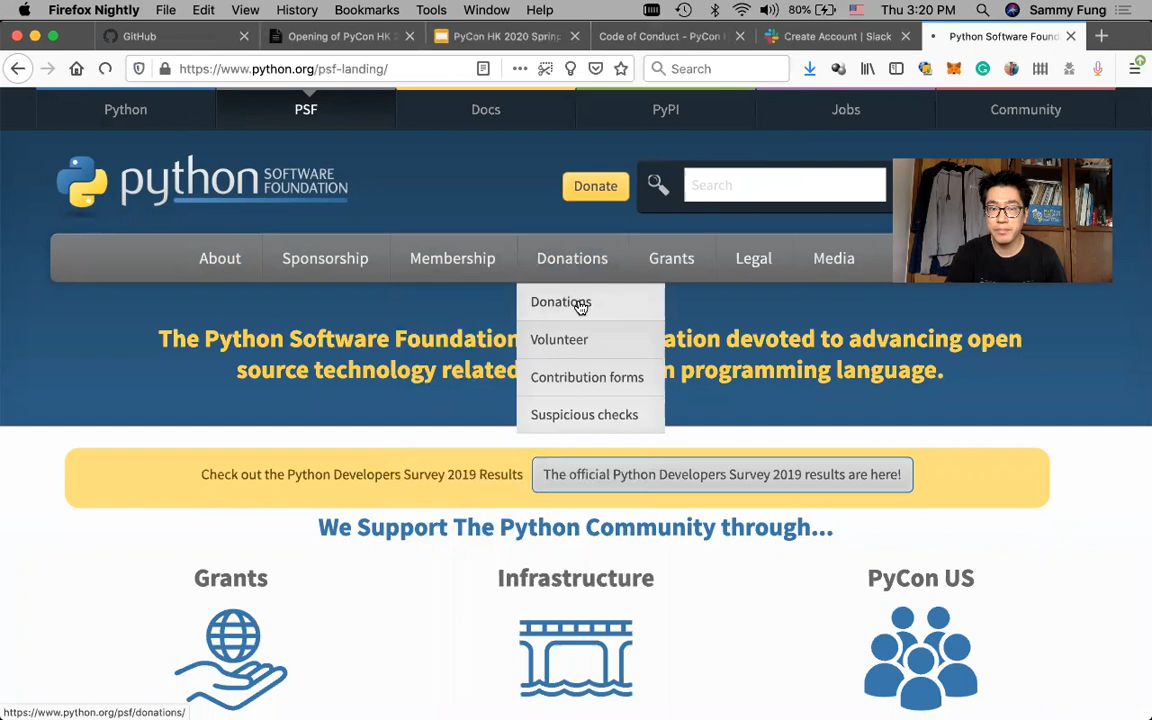 Firefox Nightly File Edit View History Bookmarks Tools Window Help 80% Thu 3:20 PM Sammy Fung
GitHub Opening of PyCon HK 2 PyCon HK 2020 Spring Code of Conduct - PyCon H Create Account | Slack Python Software Found
https://www.python.org/psf-landing/ Search
Python PSF Docs PyPI Jobs Community
python SOFTWARE FOUNDATION
Donate Search
About Sponsorship Membership Donations Grants Legal Media
Donations
Volunteer
Contribution forms
Suspicious checks
The Python Software Foundation ation devoted to advancing open
source technology related n programming language.
Check out the Python Developers Survey 2019 Results The official Python Developers Survey 2019 results are here!
We Support The Python Community through...
Grants Infrastructure PyCon US
https://www.python.org/psf/donations/